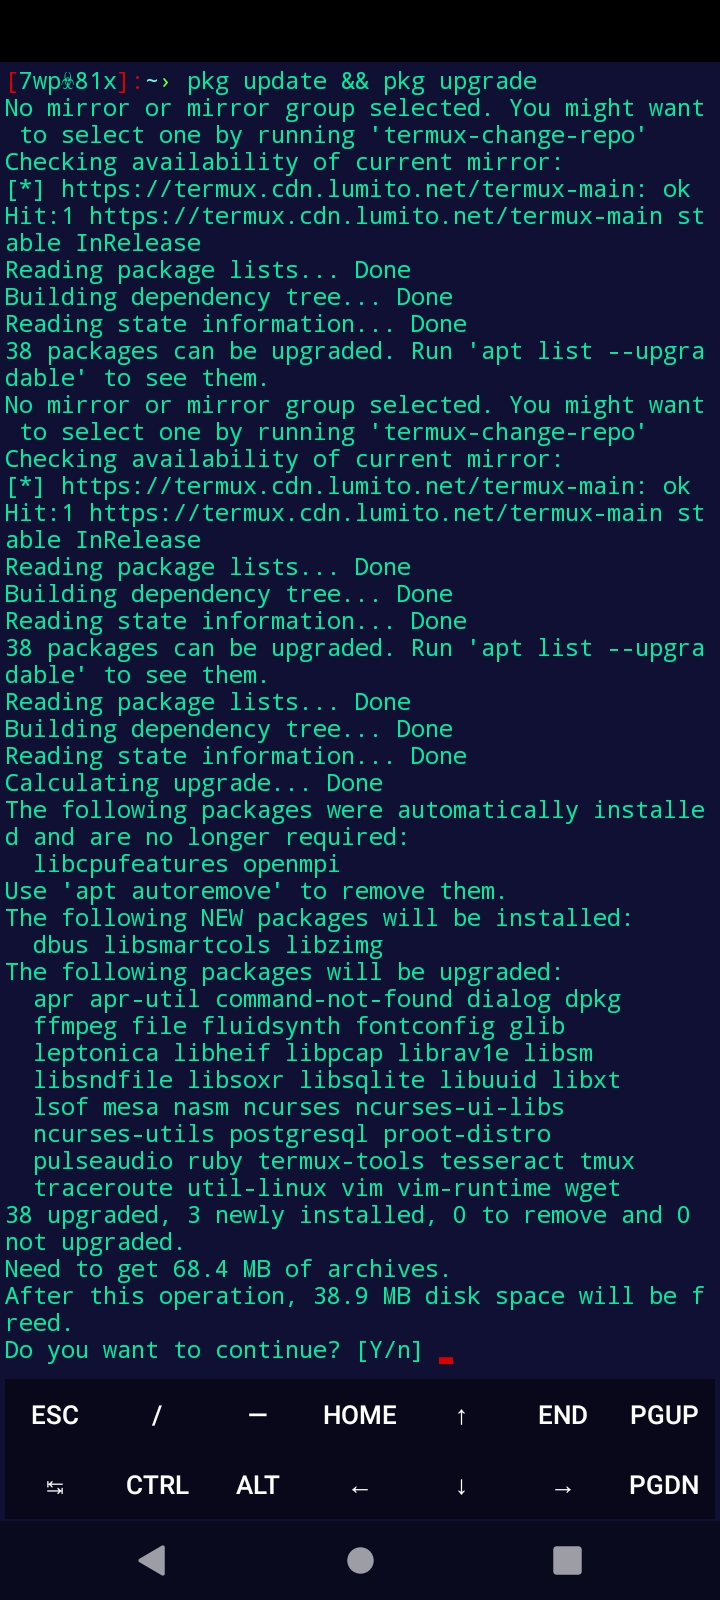 [7wp☣81x]:~› pkg update && pkg upgrade
No mirror or mirror group selected. You might want
 to select one by running 'termux-change-repo'
Checking availability of current mirror:
[*] https://termux.cdn.lumito.net/termux-main: ok
Hit:1 https://termux.cdn.lumito.net/termux-main st
able InRelease
Reading package lists... Done
Building dependency tree... Done
Reading state information... Done
38 packages can be upgraded. Run 'apt list --upgra
dable' to see them.
No mirror or mirror group selected. You might want
 to select one by running 'termux-change-repo'
Checking availability of current mirror:
[*] https://termux.cdn.lumito.net/termux-main: ok
Hit:1 https://termux.cdn.lumito.net/termux-main st
able InRelease
Reading package lists... Done
Building dependency tree... Done
Reading state information... Done
38 packages can be upgraded. Run 'apt list --upgra
dable' to see them.
Reading package lists... Done
Building dependency tree... Done
Reading state information... Done
Calculating upgrade... Done
The following packages were automatically installe
d and are no longer required:
  libcpufeatures openmpi
Use 'apt autoremove' to remove them.
The following NEW packages will be installed:
  dbus libsmartcols libzimg
The following packages will be upgraded:
  apr apr-util command-not-found dialog dpkg
  ffmpeg file fluidsynth fontconfig glib
  leptonica libheif libpcap librav1e libsm
  libsndfile libsoxr libsqlite libuuid libxt
  lsof mesa nasm ncurses ncurses-ui-libs
  ncurses-utils postgresql proot-distro
  pulseaudio ruby termux-tools tesseract tmux
  traceroute util-linux vim vim-runtime wget
38 upgraded, 3 newly installed, 0 to remove and 0
not upgraded.
Need to get 68.4 MB of archives.
After this operation, 38.9 MB disk space will be f
reed.
Do you want to continue? [Y/n]
ESC / — HOME ↑ END PGUP
↹ CTRL ALT ← ↓ → PGDN